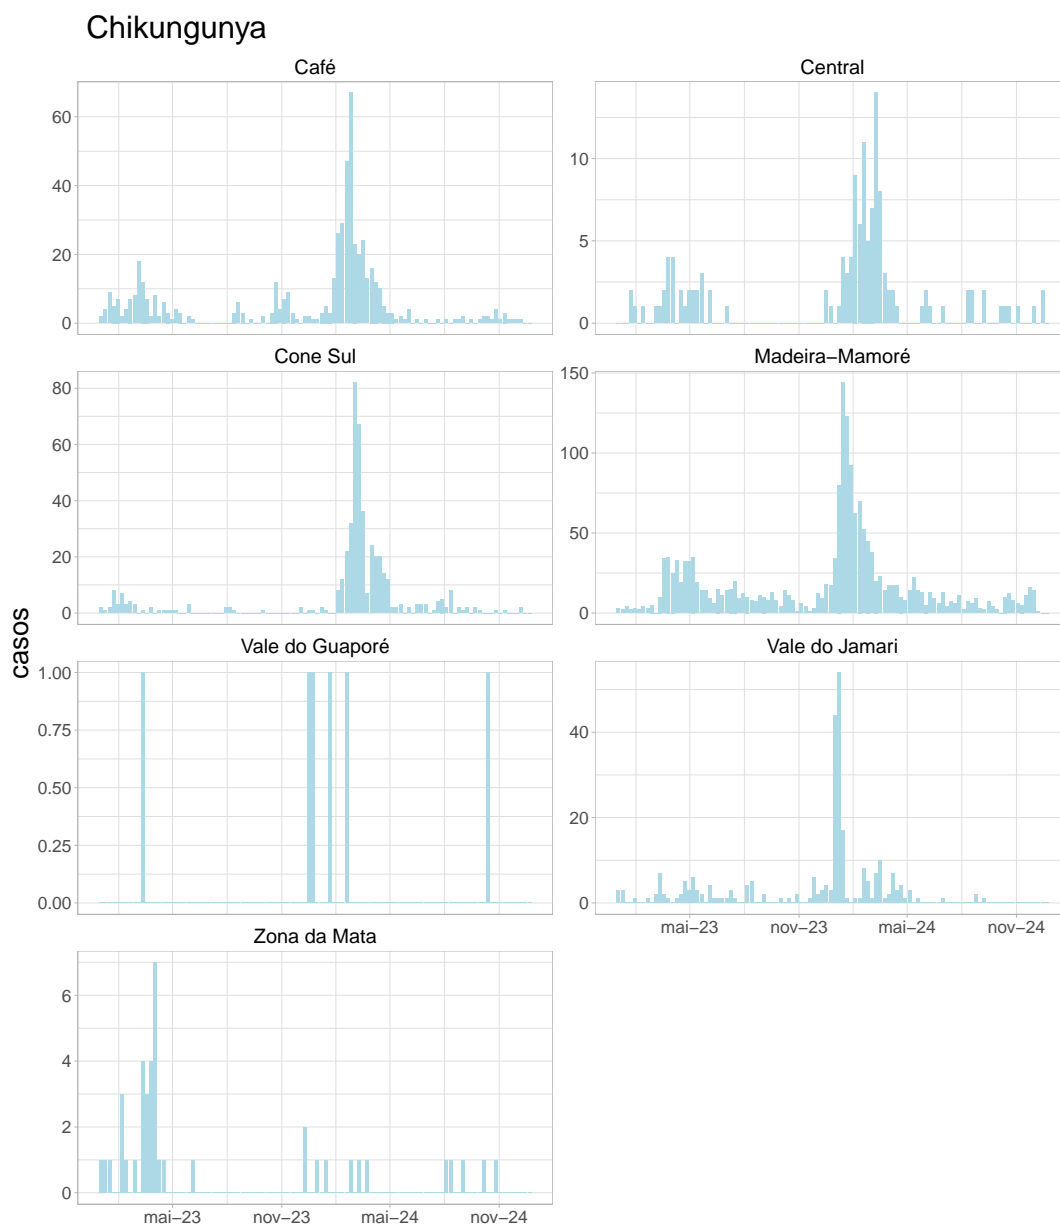 Chikungunya
Café
Central
60
40
20
0
10
5
0
Cone Sul
Madeira−Mamoré
80
60
40
20
0
150
100
50
0
casos
Vale do Guaporé
Vale do Jamari
1.00
0.75
0.50
0.25
0.00
40
20
0
mai−23
nov−23
mai−24
nov−24
Zona da Mata
6
4
2
0
mai−23
nov−23
mai−24
nov−24